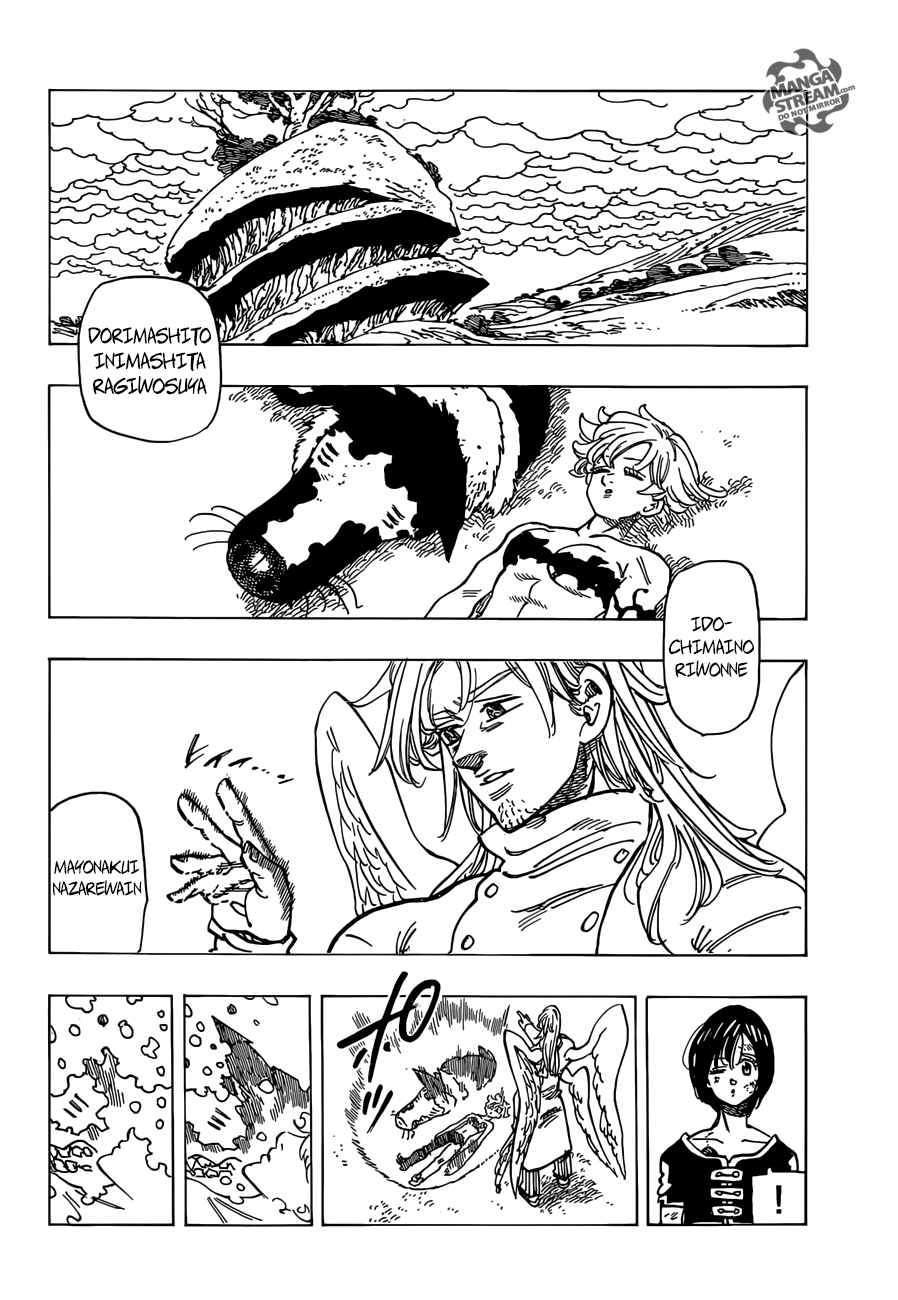 MANGA
STREAM.com
DO NOT MIRROR
DORIMASHITO
INIMASHITA
RAGIWOSUYA
IDO-
CHIMAINO
RIWONNE
MAYONAKUI
NAZAREWAIN
!